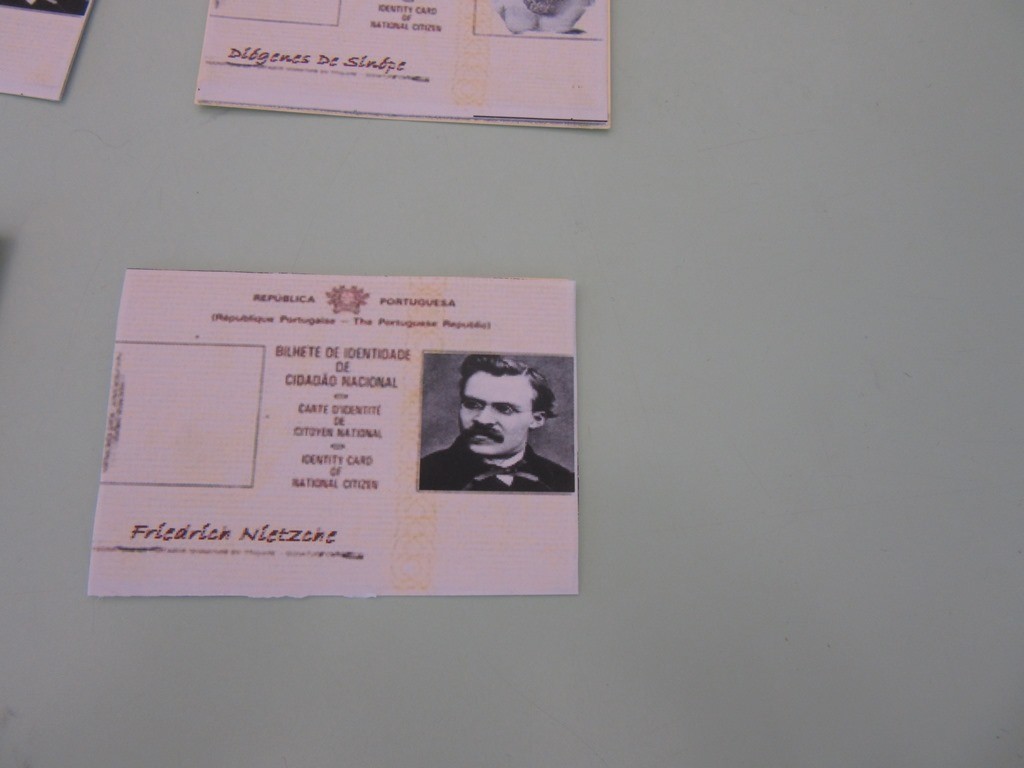 IDENTITY CARD
OF
NATIONAL CITIZEN
Diógenes De Sinópe
REPÚBLICA PORTUGUESA
(République Portugaise — The Portuguese Republic)
BILHETE DE IDENTIDADE
DE
CIDADÃO NACIONAL
CARTE D'IDENTITÉ
DE
CITOYEN NATIONAL
IDENTITY CARD
OF
NATIONAL CITIZEN
Friedrich Nietzche